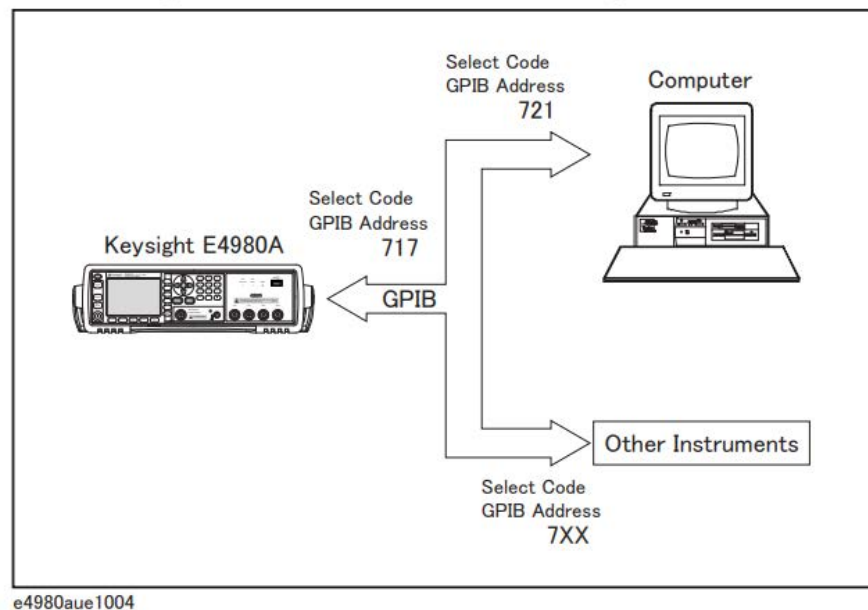 Select Code
GPIB Address
721
Computer
Select Code
GPIB Address
717
Keysight E4980A
GPIB
Other Instruments
Select Code
GPIB Address
7XX
e4980aue1004